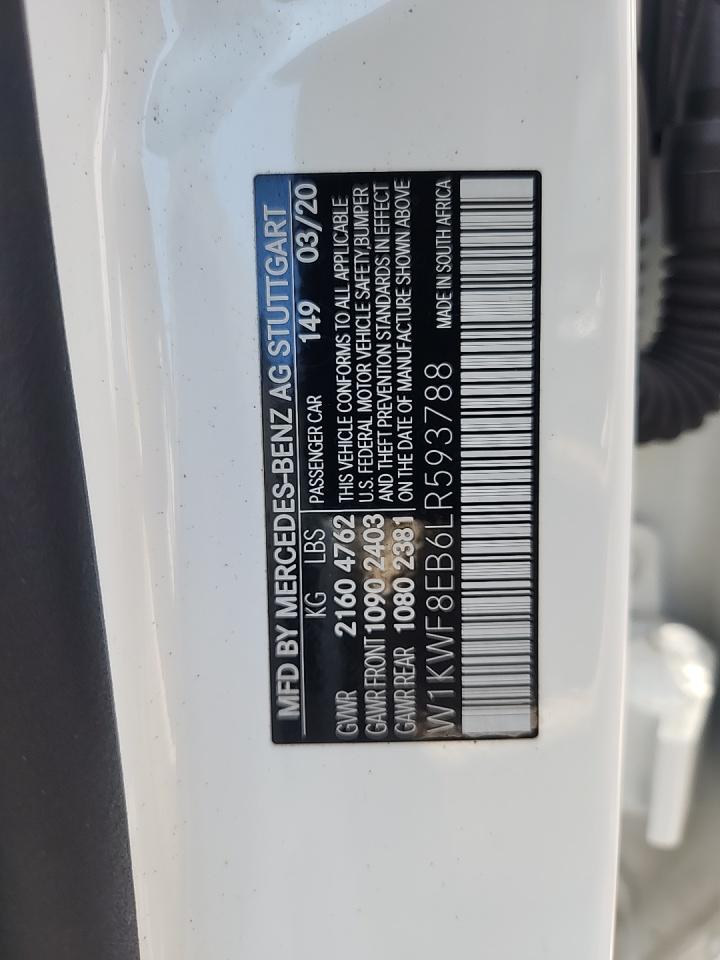 MFD BY MERCEDES-BENZ AG STUTTGART
KG LBS PASSENGER CAR 149 03/20
GVWR 2160 4762 THIS VEHICLE CONFORMS TO ALL APPLICABLE
GAWR FRONT 1090 2403 U.S. FEDERAL MOTOR VEHICLE SAFETY,BUMPER
GAWR REAR 1080 2381 AND THEFT PREVENTION STANDARDS IN EFFECT
ON THE DATE OF MANUFACTURE SHOWN ABOVE
W1KWF8EB6LR593788 MADE IN SOUTH AFRICA